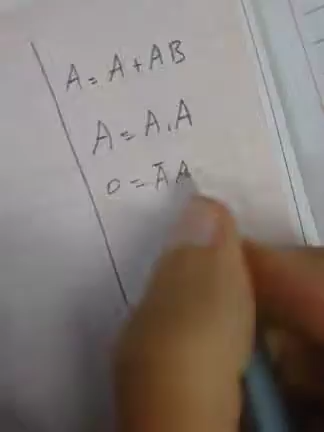 A = A + AB
A = A . A
0 = Ā A